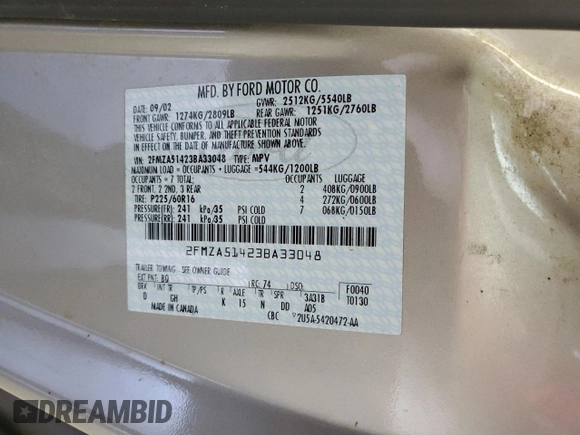 MFD. BY FORD MOTOR CO.
DATE: 09/02 GVWR: 2512KG/5540LB
FRONT GAWR: 1274KG/2809LB REAR GAWR: 1251KG/2760LB
THIS VEHICLE CONFORMS TO ALL APPLICABLE FEDERAL MOTOR
VEHICLE SAFETY, BUMPER, AND THEFT PREVENTION STANDARDS
IN EFFECT ON THE DATE OF MANUFACTURE SHOWN ABOVE.
VIN: 2FMZA51423BA33048 TYPE: MPV
MAXIMUM LOAD = OCCUPANTS + LUGGAGE = 544KG/1200LB
OCCUPANTS = 7 OCCUPANTS LUGGAGE
2 FRONT, 2 2ND, 3 REAR 2 408KG/0900LB
TIRE: P225/60R16 4 272KG/0600LB
PRESSURE(FR) 241 kPa/35 PSI COLD 7 068KG/0150LB
PRESSURE(RR) 241 kPa/35 PSI COLD
2FMZA51423BA33048
TRAILER TOWING - SEE OWNER GUIDE
EXT PNT: BQ RC: 74 DSO: F0040
BRK INT TR TP/PS R AXLE TR SPR 3A31B T0130
D GH K 15 N DD A05
MADE IN CANADA CBC 2U5A-5420472-AA
DREAMBID